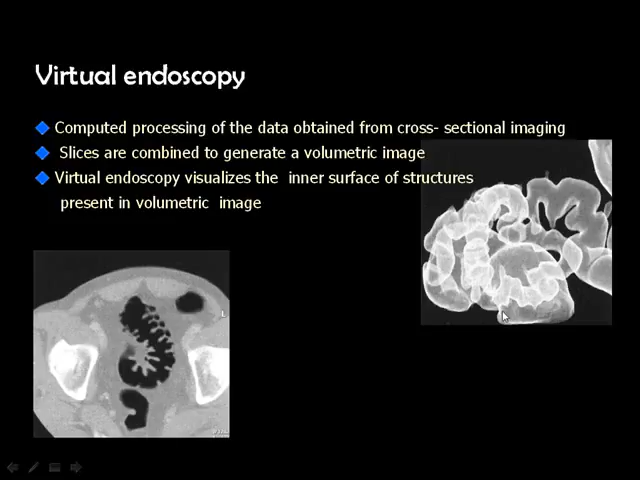 Virtual endoscopy
Computed processing of the data obtained from cross- sectional imaging
Slices are combined to generate a volumetric image
Virtual endoscopy visualizes the inner surface of structures
present in volumetric image
L